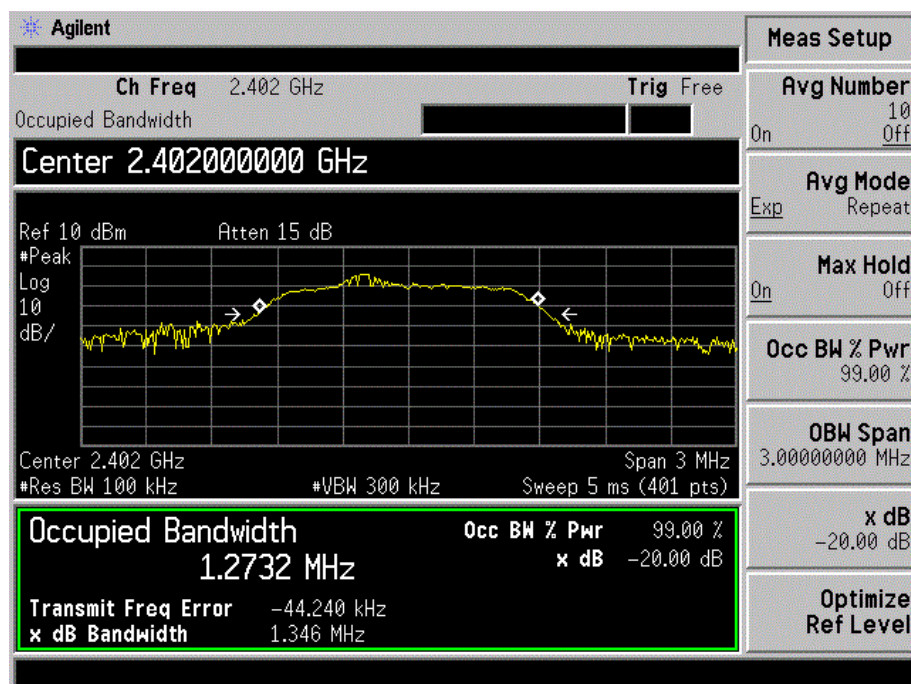 Agilent
Ch Freq 2.402 GHz Trig Free
Occupied Bandwidth
Center 2.402000000 GHz
Ref 10 dBm Atten 15 dB
#Peak
Log
10
dB/
Center 2.402 GHz Span 3 MHz
#Res BW 100 kHz #VBW 300 kHz Sweep 5 ms (401 pts)
Occupied Bandwidth Occ BW % Pwr 99.00 %
1.2732 MHz x dB -20.00 dB
Transmit Freq Error -44.240 kHz
x dB Bandwidth 1.346 MHz
Meas Setup
Avg Number
10
On Off
Avg Mode
Exp Repeat
Max Hold
On Off
Occ BW % Pwr
99.00 %
OBW Span
3.00000000 MHz
x dB
-20.00 dB
Optimize
Ref Level